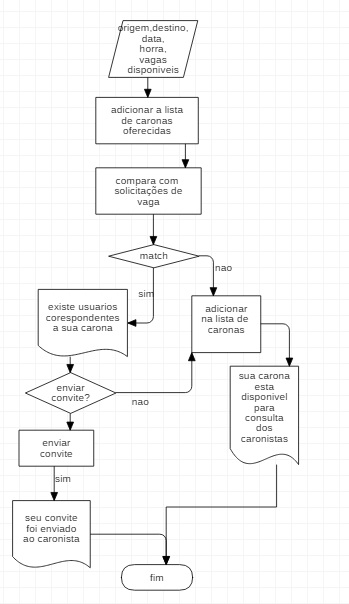 origem,destino,
data,
horra,
vagas
disponiveis
adicionar a lista
de caronas
oferecidas
compara com
solicitações de
vaga
match
nao
sim
existe usuarios
corespondentes
a sua carona
adicionar
na lista de
caronas
enviar
convite?
nao
sua carona
esta
disponivel
para
consulta
dos
caronistas
enviar
convite
sim
seu convite
foi enviado
ao caronista
fim